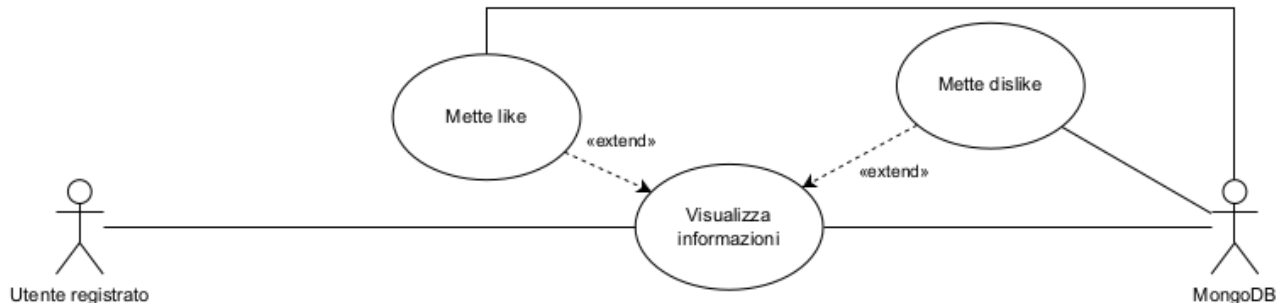 Mette like
Mette dislike
«extend»
«extend»
Visualizza
informazioni
Utente registrato
MongoDB